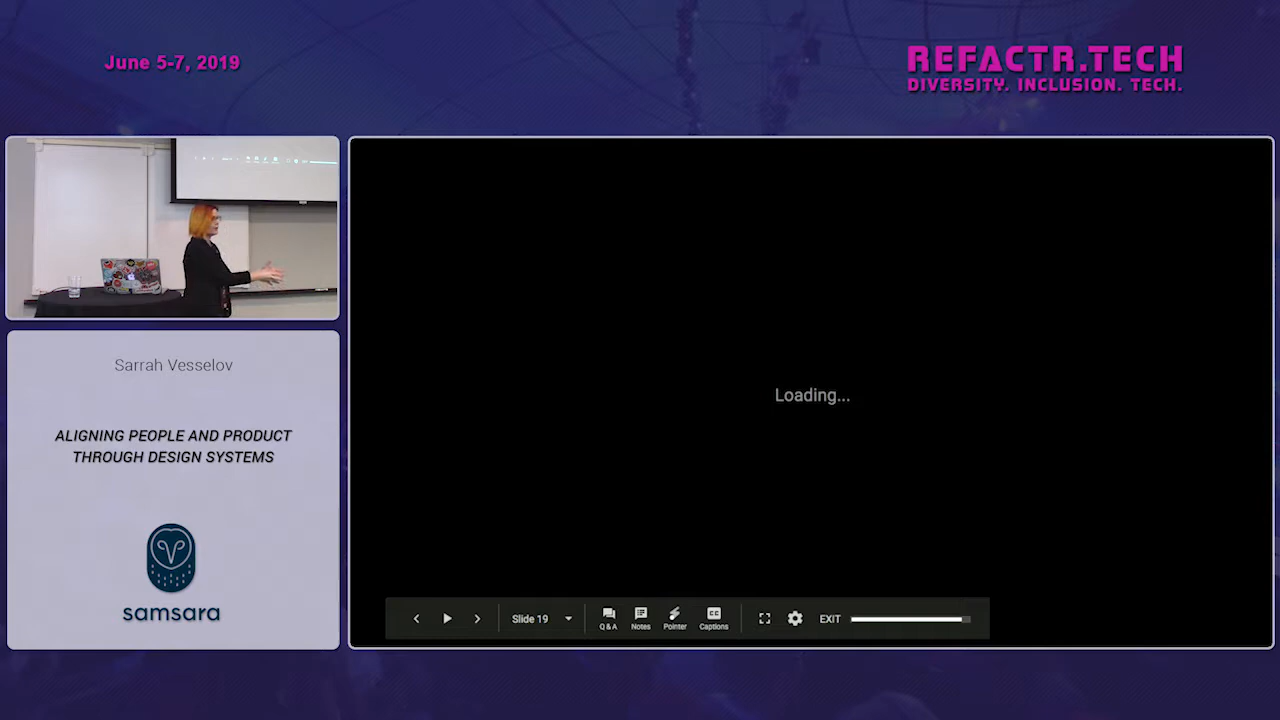 June 5-7, 2019
REFACTR.TECH
DIVERSITY. INCLUSION. TECH.
Sarrah Vesselov
ALIGNING PEOPLE AND PRODUCT
THROUGH DESIGN SYSTEMS
samsara
Loading...
Slide 19
Q & A
Notes
Pointer
Captions
EXIT